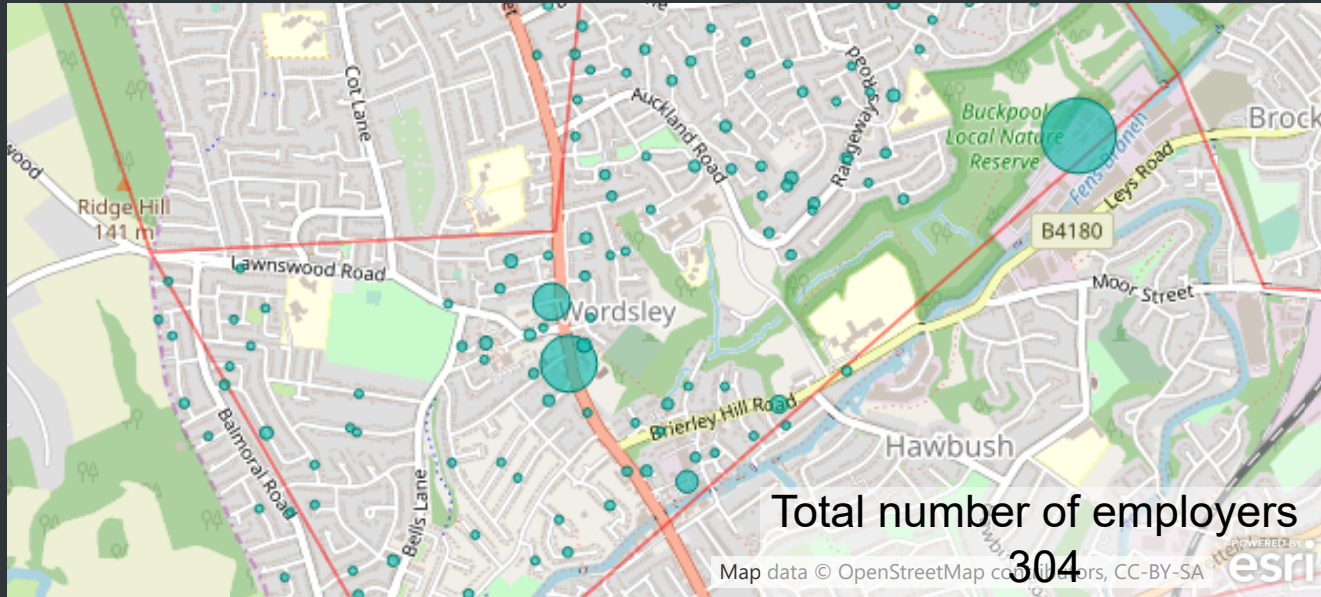 Cot Lane
Auckland Road
Rangeways Road
Buckpool
Local Nature
Reserve
Brock
Fens Branch
Leys Road
wood
Ridge Hill
141 m
B4180
Lawnswood Road
Moor Street
Wordsley
Balmoral Road
Bells Lane
Brierley Hill Road
Hawbush
Total number of employers
304
POWERED BY
esri
Map data © OpenStreetMap contributors, CC-BY-SA